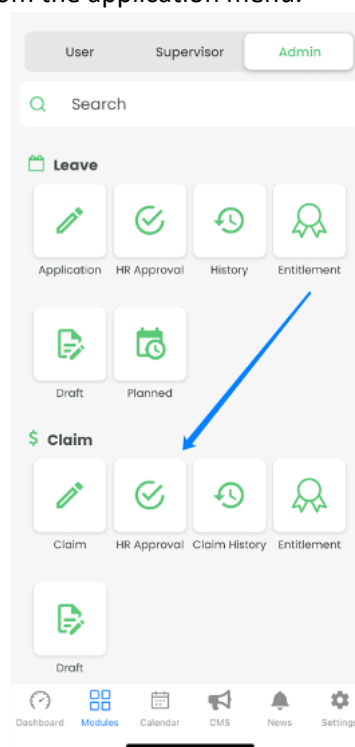 om the application menu.
User Supervisor Admin
Search
Leave
Application HR Approval History Entitlement
Draft Planned
$ Claim
Claim HR Approval Claim History Entitlement
Draft
Dashboard Modules Calendar CMS News Settings